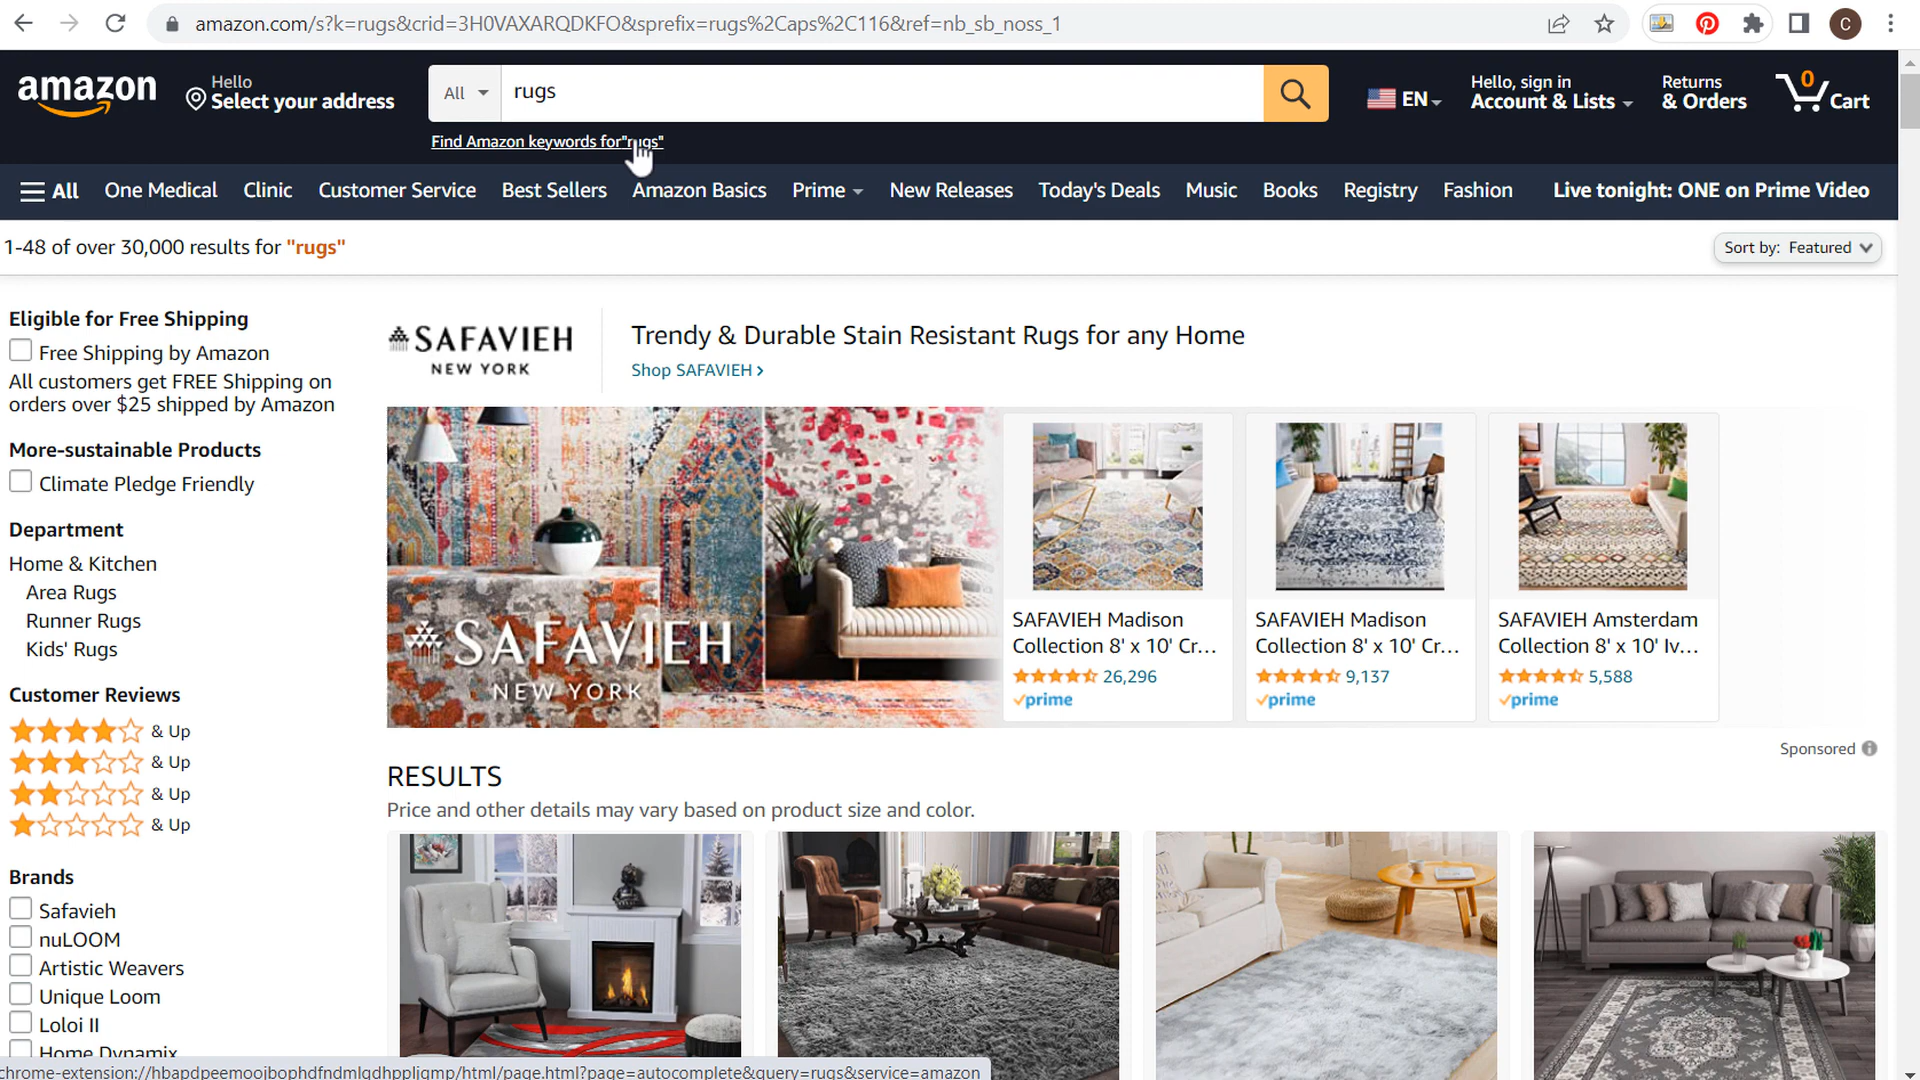 amazon.com/s?k=rugs&crid=3H0VAXARQDKFO&sprefix=rugs%2Caps%2C116&ref=nb_sb_noss_1
C
amazon
Hello
Select your address
All
rugs
EN
Hello, sign in
Account & Lists
Returns
& Orders
0
Cart
Find Amazon keywords for"rugs"
All
One Medical
Clinic
Customer Service
Best Sellers
Amazon Basics
Prime
New Releases
Today's Deals
Music
Books
Registry
Fashion
Live tonight: ONE on Prime Video
1-48 of over 30,000 results for "rugs"
Sort by: Featured
Eligible for Free Shipping
Free Shipping by Amazon
All customers get FREE Shipping on
orders over $25 shipped by Amazon
More-sustainable Products
Climate Pledge Friendly
Department
Home & Kitchen
Area Rugs
Runner Rugs
Kids' Rugs
Customer Reviews
& Up
& Up
& Up
& Up
Brands
Safavieh
nuLOOM
Artistic Weavers
Unique Loom
Loloi II
Home Dynamix
SAFAVIEH
NEW YORK
Trendy & Durable Stain Resistant Rugs for any Home
Shop SAFAVIEH ›
SAFAVIEH
NEW YORK
SAFAVIEH Madison
Collection 8' x 10' Cr...
26,296
prime
SAFAVIEH Madison
Collection 8' x 10' Cr...
9,137
prime
SAFAVIEH Amsterdam
Collection 8' x 10' Iv...
5,588
prime
Sponsored
RESULTS
Price and other details may vary based on product size and color.
chrome-extension://hbapdpeemoojbophdfndmlgdhppljgmp/html/page.html?page=autocomplete&query=rugs&service=amazon